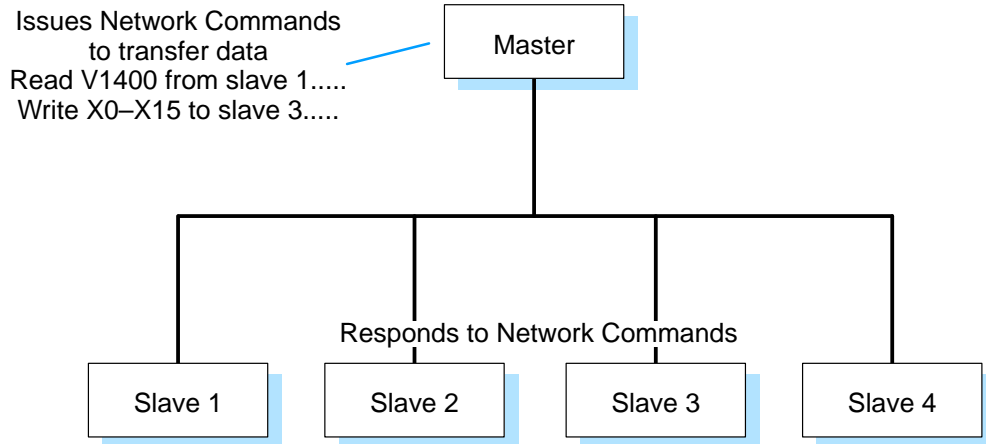 Issues Network Commands
to transfer data
Read V1400 from slave 1.....
Write X0–X15 to slave 3.....
Master
Responds to Network Commands
Slave 1
Slave 2
Slave 3
Slave 4